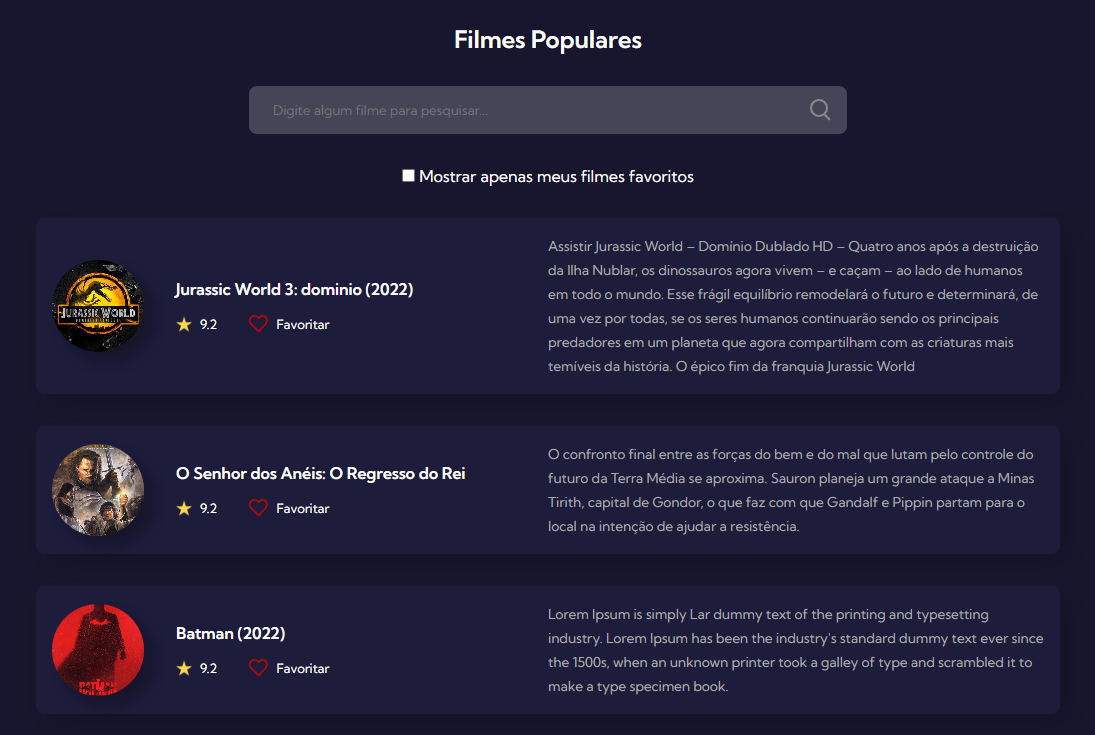 Filmes Populares
Digite algum filme para pesquisar...
Mostrar apenas meus filmes favoritos
JURASSIC WORLD
Jurassic World 3: dominio (2022)
9.2
Favoritar
Assistir Jurassic World – Domínio Dublado HD – Quatro anos após a destruição
da Ilha Nublar, os dinossauros agora vivem – e caçam – ao lado de humanos
em todo o mundo. Esse frágil equilíbrio remodelará o futuro e determinará, de
uma vez por todas, se os seres humanos continuarão sendo os principais
predadores em um planeta que agora compartilham com as criaturas mais
temíveis da história. O épico fim da franquia Jurassic World
O Senhor dos Anéis: O Regresso do Rei
9.2
Favoritar
O confronto final entre as forças do bem e do mal que lutam pelo controle do
futuro da Terra Média se aproxima. Sauron planeja um grande ataque a Minas
Tirith, capital de Gondor, o que faz com que Gandalf e Pippin partam para o
local na intenção de ajudar a resistência.
Batman (2022)
9.2
Favoritar
Lorem Ipsum is simply Lar dummy text of the printing and typesetting
industry. Lorem Ipsum has been the industry's standard dummy text ever since
the 1500s, when an unknown printer took a galley of type and scrambled it to
make a type specimen book.